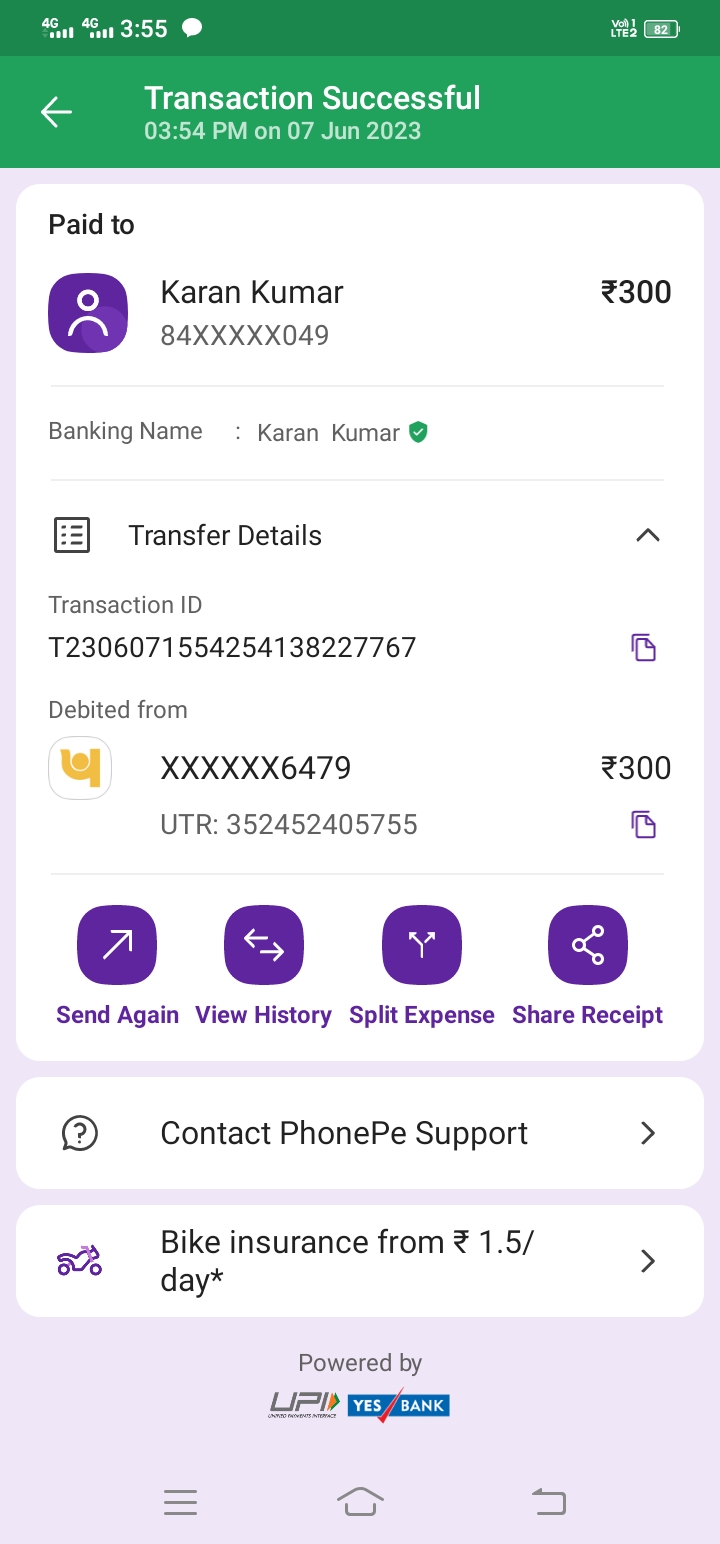 4G 4G 3:55 Vo) 1 LTE2 82
Transaction Successful
03:54 PM on 07 Jun 2023
Paid to
Karan Kumar ₹300
84XXXXX049
Banking Name : Karan Kumar
Transfer Details
Transaction ID
T2306071554254138227767
Debited from
XXXXXX6479 ₹300
UTR: 352452405755
Send Again View History Split Expense Share Receipt
Contact PhonePe Support
Bike insurance from ₹ 1.5/
day*
Powered by
UPI YES BANK
UNIFIED PAYMENTS INTERFACE